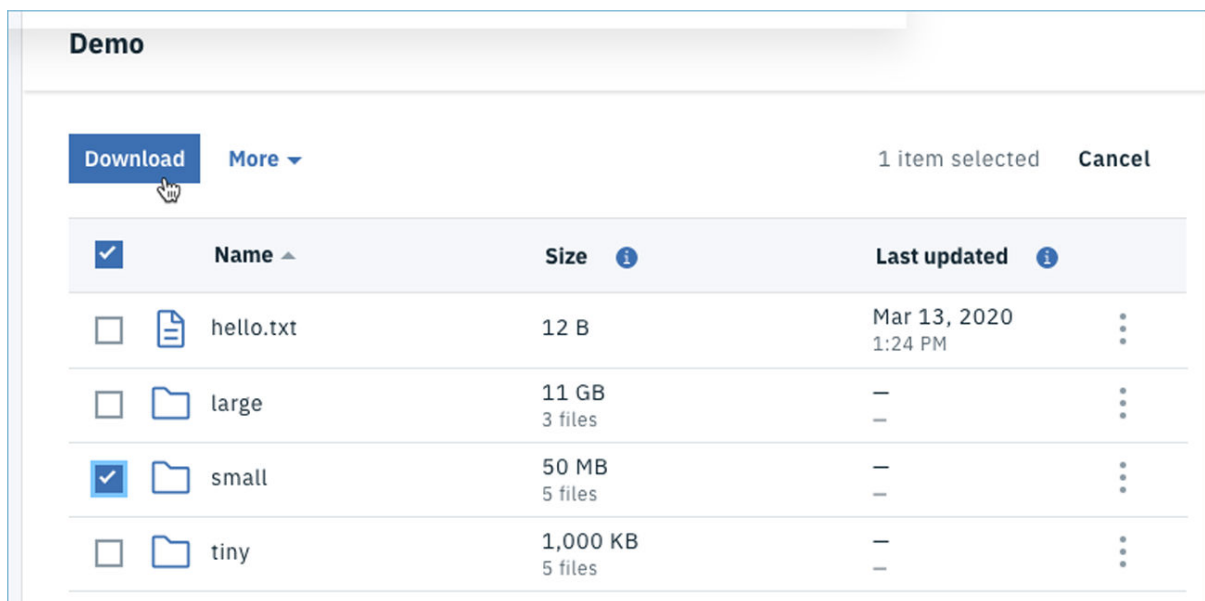 Demo
Download More 1 item selected Cancel
Name Size Last updated
hello.txt 12 B Mar 13, 2020
1:24 PM
large 11 GB —
3 files —
small 50 MB —
5 files —
tiny 1,000 KB —
5 files —